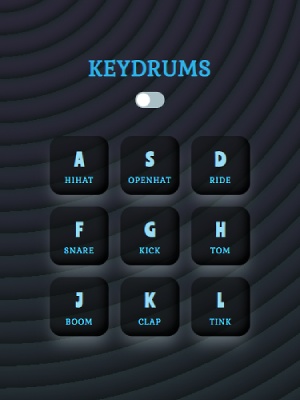 KEYDRUMS
A S D
HIHAT OPENHAT RIDE
F G H
SNARE KICK TOM
J K L
BOOM CLAP TINK